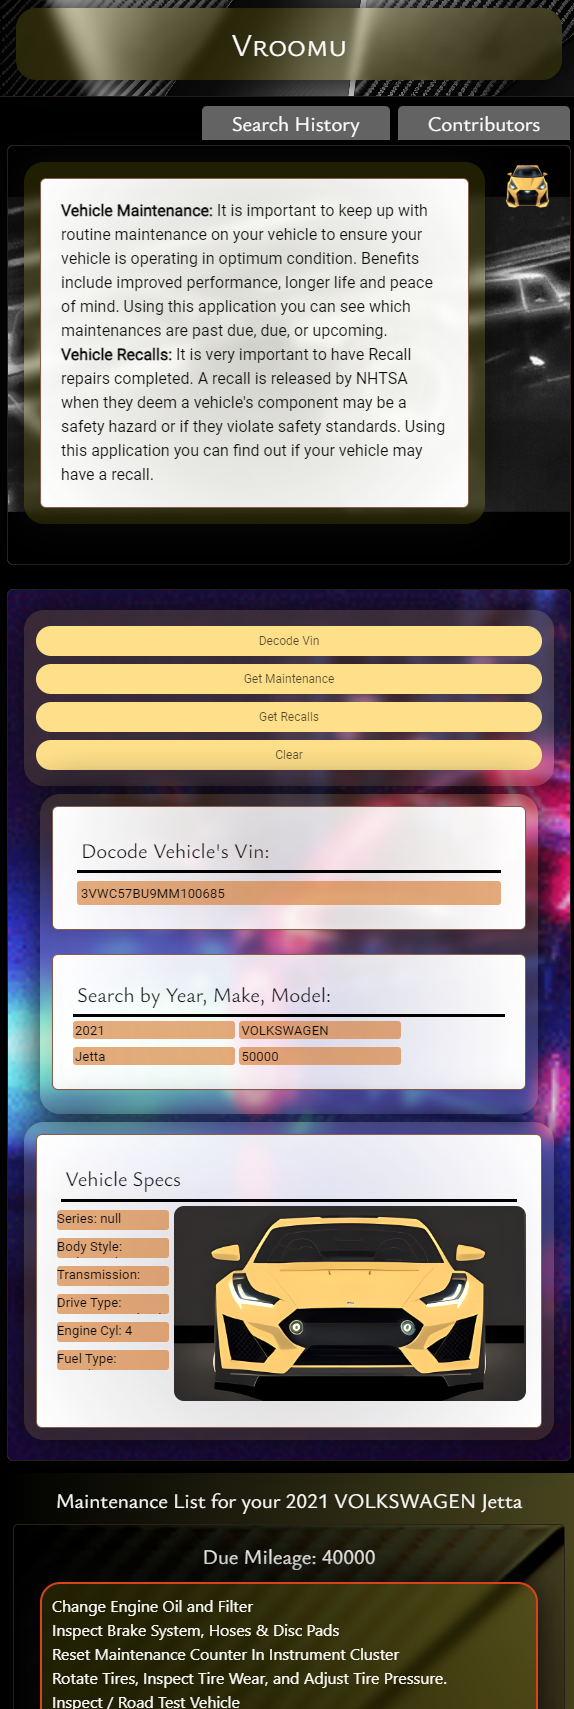 Vroomu
Search History
Contributors
Vehicle Maintenance: It is important to keep up with
routine maintenance on your vehicle to ensure your
vehicle is operating in optimum condition. Benefits
include improved performance, longer life and peace
of mind. Using this application you can see which
maintenances are past due, due, or upcoming.
Vehicle Recalls: It is very important to have Recall
repairs completed. A recall is released by NHTSA
when they deem a vehicle's component may be a
safety hazard or if they violate safety standards. Using
this application you can find out if your vehicle may
have a recall.
Decode Vin
Get Maintenance
Get Recalls
Clear
Docode Vehicle's Vin:
3VWC57BU9MM100685
Search by Year, Make, Model:
2021
VOLKSWAGEN
Jetta
50000
Vehicle Specs
Series: null
Body Style:
Transmission:
Drive Type:
Engine Cyl: 4
Fuel Type:
Maintenance List for your 2021 VOLKSWAGEN Jetta
Due Mileage: 40000
Change Engine Oil and Filter
Inspect Brake System, Hoses & Disc Pads
Reset Maintenance Counter In Instrument Cluster
Rotate Tires, Inspect Tire Wear, and Adjust Tire Pressure.
Inspect / Road Test Vehicle